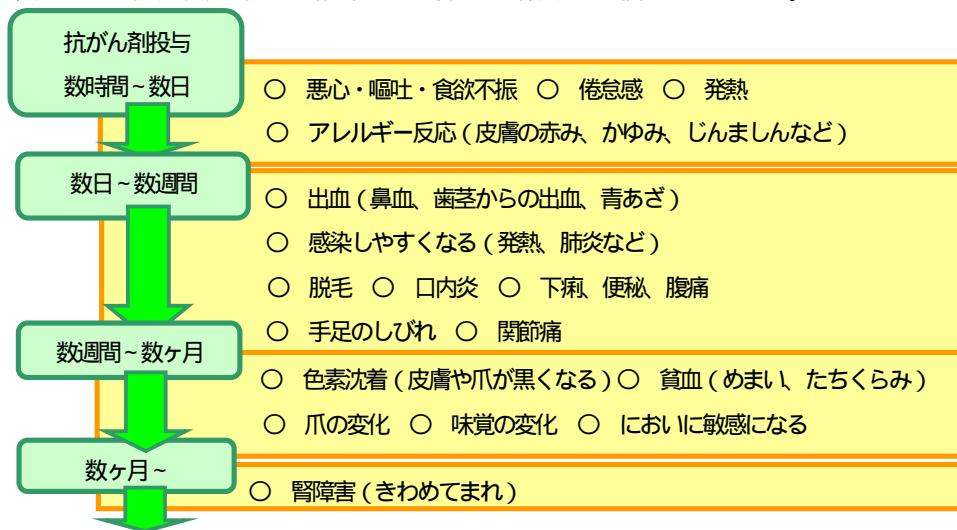 抗がん剤投与
数時間~数日
○ 悪心・嘔吐・食欲不振 ○ 倦怠感 ○ 発熱
○ アレルギー反応(皮膚の赤み、かゆみ、じんましんなど)
数日~数週間
○ 出血(鼻血、歯茎からの出血、青あざ)
○ 感染しやすくなる(発熱、肺炎など)
○ 脱毛 ○ 口内炎 ○ 下痢、便秘、腹痛
○ 手足のしびれ ○ 関節痛
数週間~数ヶ月
○ 色素沈着(皮膚や爪が黒くなる)○ 貧血(めまい、たちくらみ)
○ 爪の変化 ○ 味覚の変化 ○ においに敏感になる
数ヶ月~
○ 腎障害(きわめてまれ)